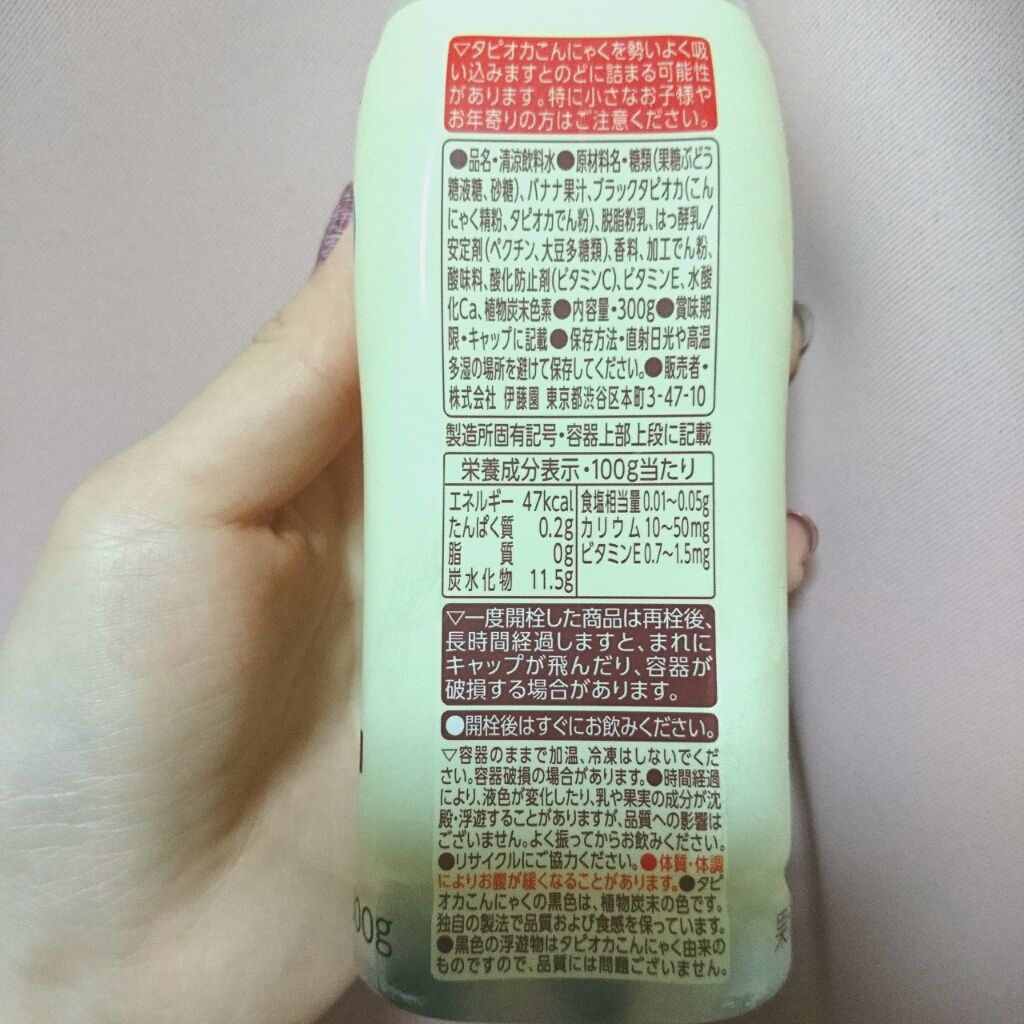 ▽タピオカこんにゃくを勢いよく吸
い込みますとのどに詰まる可能性
があります。特に小さなお子様や
お年寄りの方はご注意ください。
●品名・清涼飲料水●原材料名・糖類(果糖ぶどう
糖液糖、砂糖)、バナナ果汁、ブラックタピオカ(こん
にゃく精粉、タピオカでん粉)、脱脂粉乳、はっ酵乳/
安定剤(ペクチン、大豆多糖類)、香料、加工でん粉、
酸味料、酸化防止剤(ビタミンC)、ビタミンE、水酸
化Ca、植物炭末色素●内容量・300g●賞味期
限・キャップに記載●保存方法・直射日光や高温
多湿の場所を避けて保存してください。●販売者・
株式会社 伊藤園 東京都渋谷区本町3-47-10
製造所固有記号・容器上部上段に記載
栄養成分表示・100g当たり
エネルギー 47kcal
たんぱく質 0.2g
脂質 0g
炭水化物 11.5g
食塩相当量 0.01〜0.05g
カリウム 10〜50mg
ビタミンE 0.7〜1.5mg
▽一度開栓した商品は再栓後、
長時間経過しますと、まれに
キャップが飛んだり、容器が
破損する場合があります。
●開栓後はすぐにお飲みください。
▽容器のままで加温、冷凍はしないでくだ
さい。容器破損の場合があります。●時間経過
により、液色が変化したり、乳や果実の成分が沈
殿・浮遊することがありますが、品質への影響は
ございません。よく振ってからお飲みください。
●リサイクルにご協力ください。●体質・体調
によりお腹が緩くなることがあります。●タピ
オカこんにゃくの黒色は、植物炭末の色です。
独自の製法で品質および食感を保っています。
●黒色の浮遊物はタピオカこんにゃく由来の
ものですので、品質には問題ございません。
00g
果